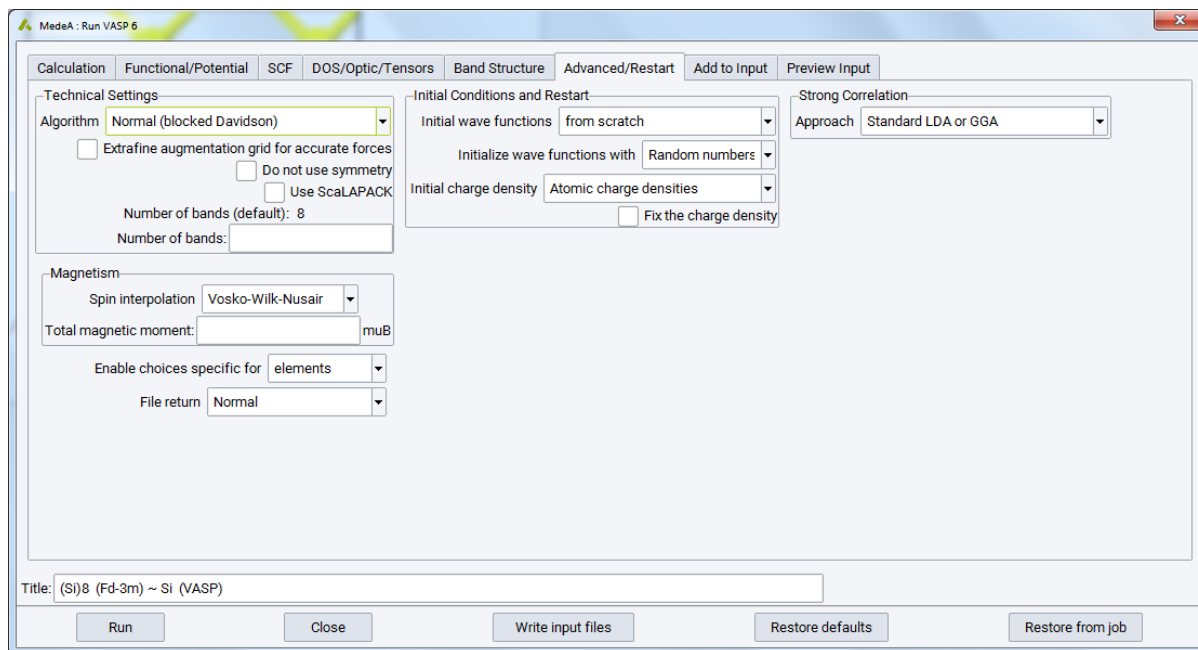 MedeA : Run VASP 6
Calculation Functional/Potential SCF DOS/Optic/Tensors Band Structure Advanced/Restart Add to Input Preview Input
Technical Settings
Algorithm Normal (blocked Davidson)
Extrafine augmentation grid for accurate forces
Do not use symmetry
Use ScaLAPACK
Number of bands (default): 8
Number of bands:
Magnetism
Spin interpolation Vosko-Wilk-Nusair
Total magnetic moment: muB
Enable choices specific for elements
File return Normal
Initial Conditions and Restart
Initial wave functions from scratch
Initialize wave functions with Random numbers
Initial charge density Atomic charge densities
Fix the charge density
Strong Correlation
Approach Standard LDA or GGA
Title: (Si)8 (Fd-3m) ~ Si (VASP)
Run Close Write input files Restore defaults Restore from job